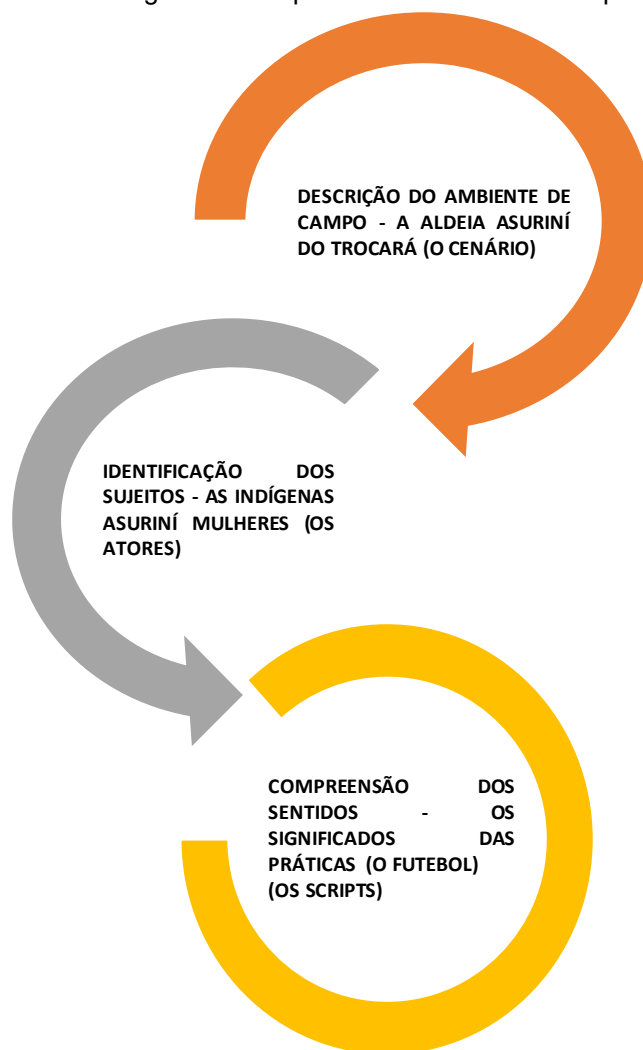 DESCRIÇÃO DO AMBIENTE DE
CAMPO - A ALDEIA ASURINÍ
DO TROCARÁ (O CENÁRIO)
IDENTIFICAÇÃO DOS
SUJEITOS - AS INDÍGENAS
ASURINÍ MULHERES (OS
ATORES)
COMPREENSÃO DOS
SENTIDOS - OS
SIGNIFICADOS DAS
PRÁTICAS (O FUTEBOL)
(OS SCRIPTS)